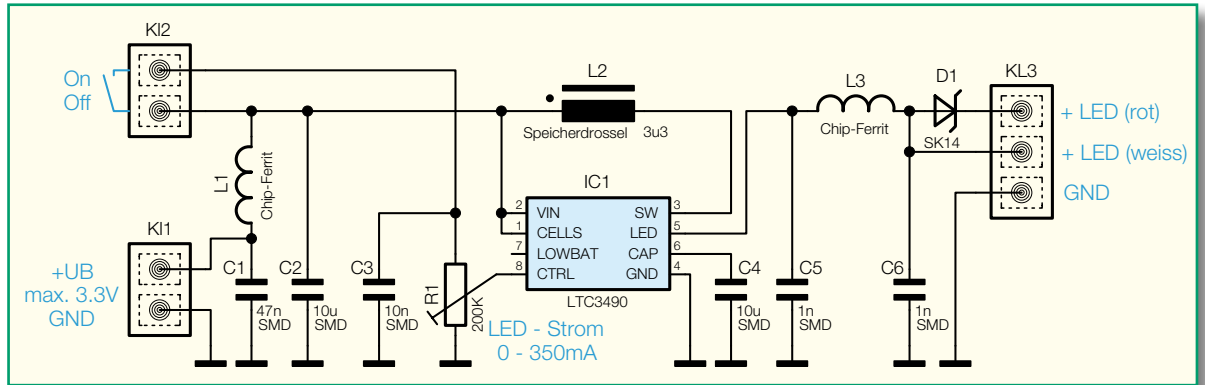 KI2
On
Off
L1
Chip-Ferrit
KI1
+UB
max. 3.3V
GND
C1
47n
SMD
C2
10u
SMD
C3
10n
SMD
R1
200K
LED - Strom
0 - 350mA
L2
Speicherdrossel 3u3
IC1
2 VIN SW 3
1 CELLS LED 5
7 LOWBAT CAP 6
8 CTRL GND 4
LTC3490
C4
10u
SMD
C5
1n
SMD
L3
Chip-Ferrit
C6
1n
SMD
D1
SK14
KL3
+ LED (rot)
+ LED (weiss)
GND